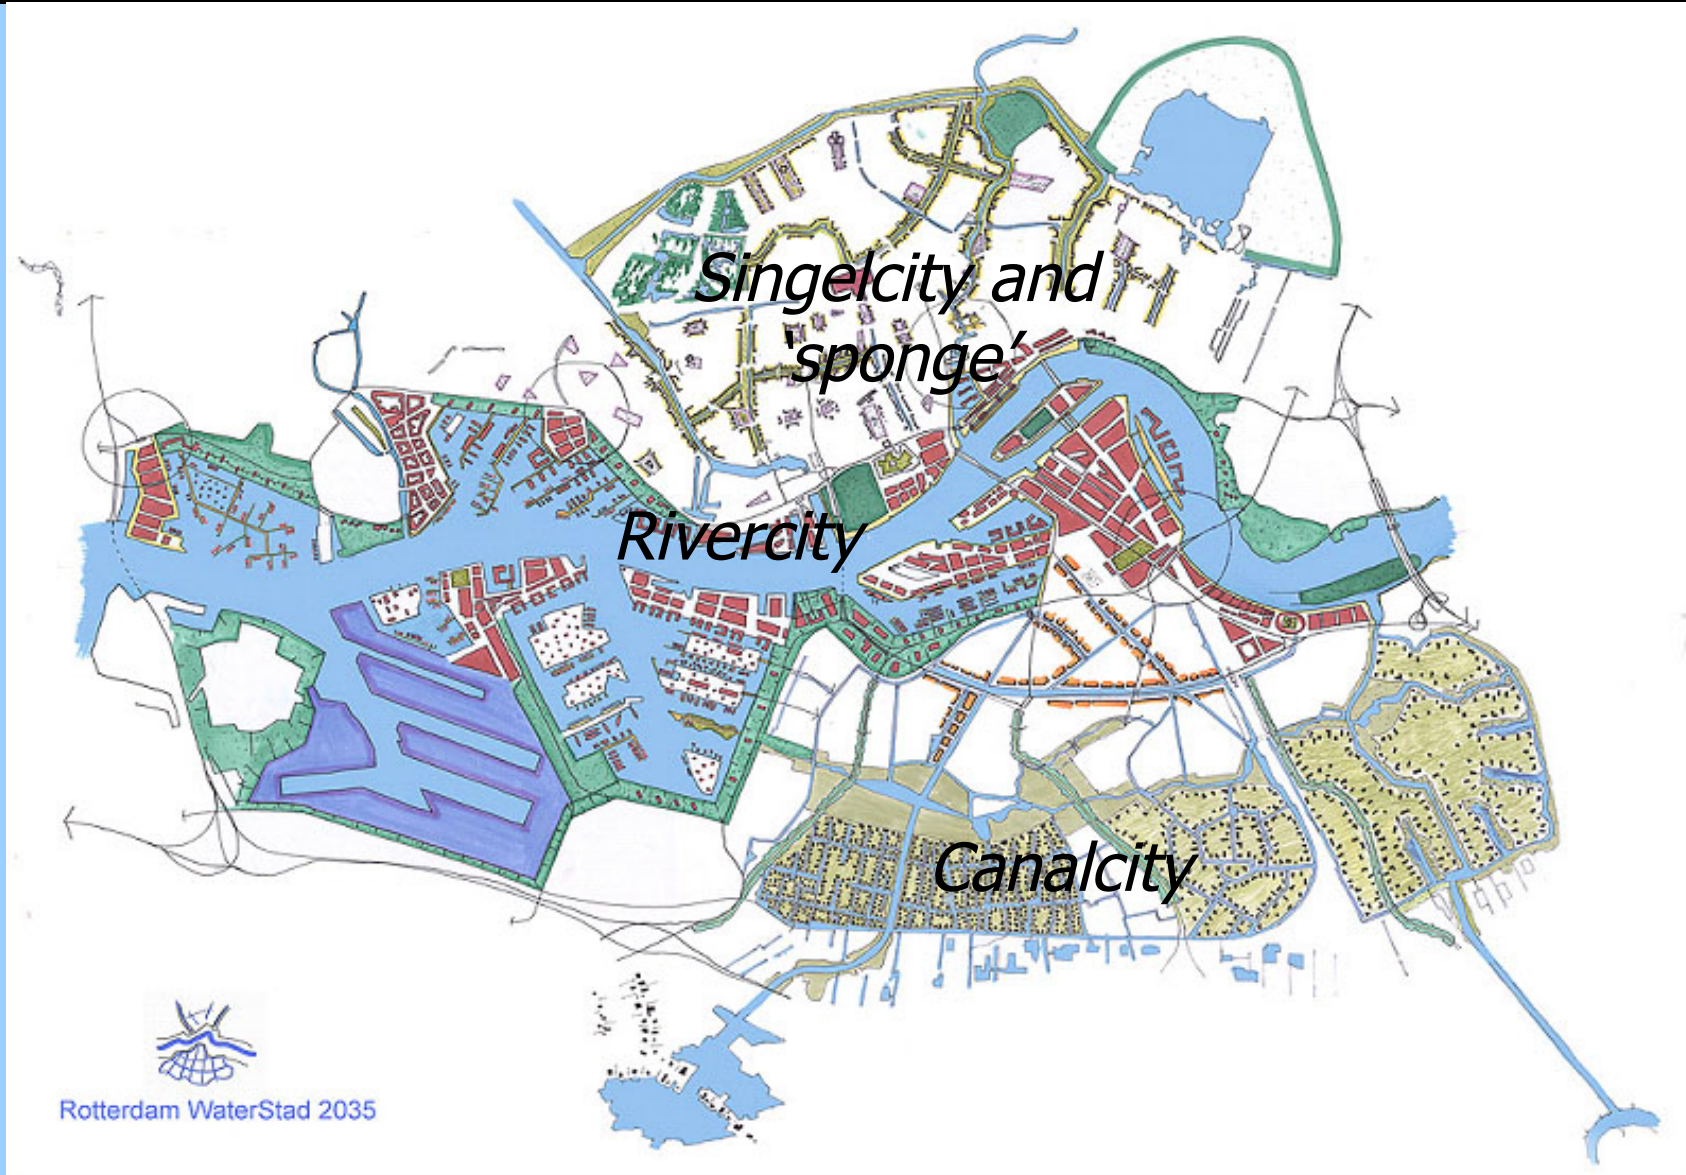 Singelcity and
‘sponge’
Rivercity
Canalcity
Rotterdam WaterStad 2035